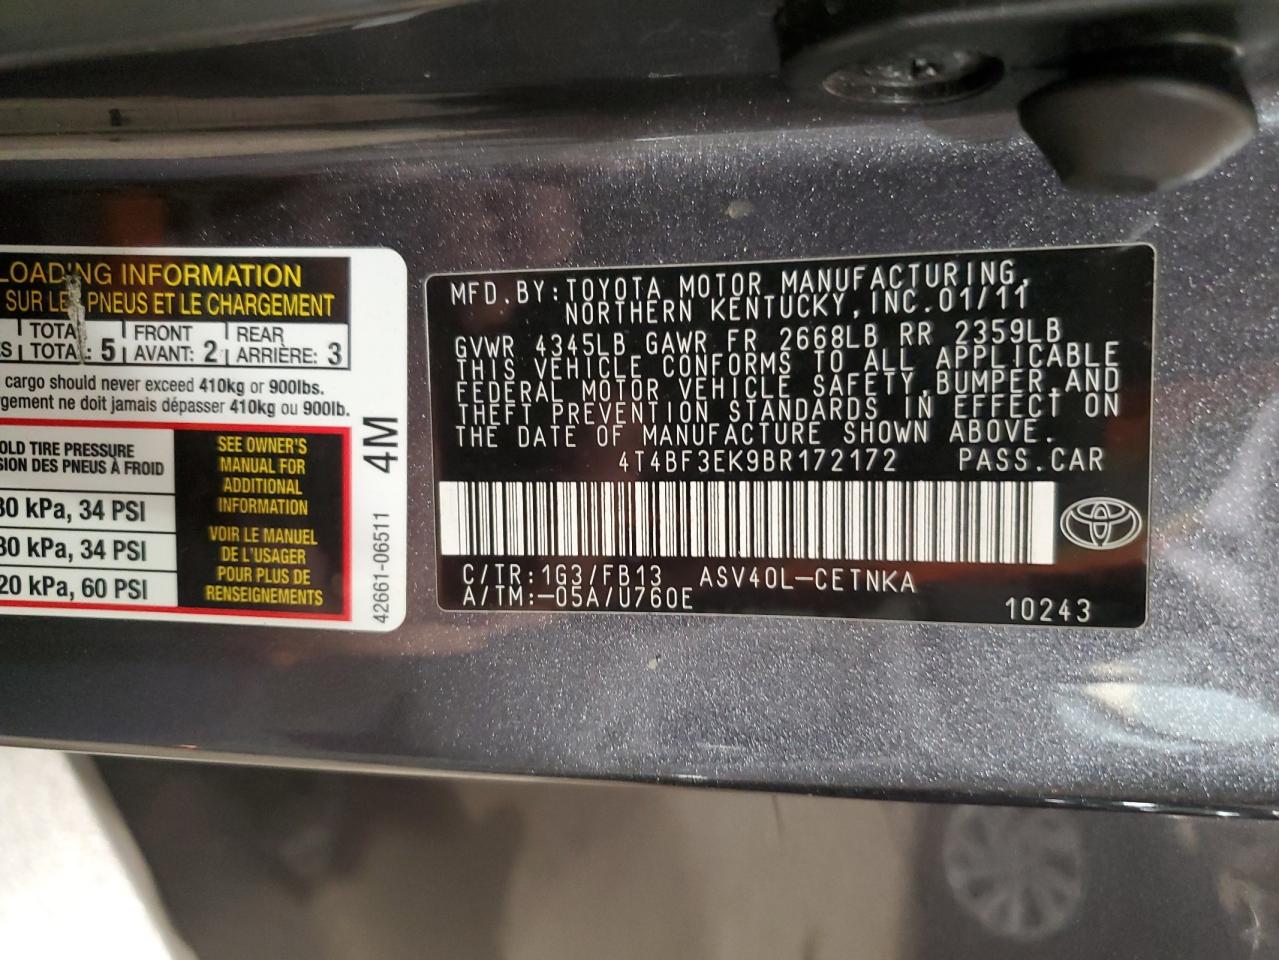 LOADING INFORMATION
SUR LES PNEUS ET LE CHARGEMENT
TOTAL FRONT REAR
TOTAL: 5 AVANT: 2 ARRIÈRE: 3
cargo should never exceed 410kg or 900lbs.
gement ne doit jamais dépasser 410kg ou 900lb.
OLD TIRE PRESSURE
SION DES PNEUS À FROID
30 kPa, 34 PSI
30 kPa, 34 PSI
20 kPa, 60 PSI
SEE OWNER'S
MANUAL FOR
ADDITIONAL
INFORMATION
VOIR LE MANUEL
DE L'USAGER
POUR PLUS DE
RENSEIGNEMENTS
4M
42661-06511
MFD.BY:TOYOTA MOTOR MANUFACTURING,
NORTHERN KENTUCKY,INC.01/11
GVWR 4345LB GAWR FR 2668LB RR 2359LB
THIS VEHICLE CONFORMS TO ALL APPLICABLE
FEDERAL MOTOR VEHICLE SAFETY,BUMPER,AND
THEFT PREVENTION STANDARDS IN EFFECT ON
THE DATE OF MANUFACTURE SHOWN ABOVE.
4T4BF3EK9BR172172 PASS.CAR
C/TR:1G3/FB13 ASV40L-CETNKA
A/TM:-05A/U760E
10243